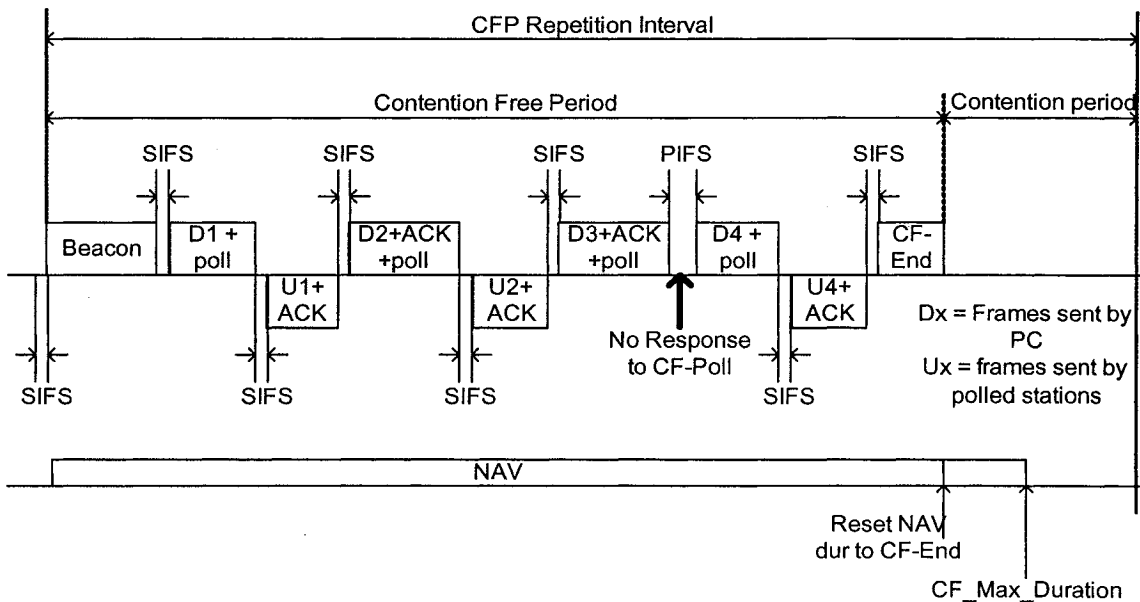 CFP Repetition Interval
Contention Free Period
Contention period
SIFS
SIFS
SIFS
PIFS
SIFS
Beacon
D1 +
poll
D2+ACK
+poll
D3+ACK
+poll
D4 +
poll
CF-
End
U1+
ACK
U2+
ACK
U4+
ACK
No Response
to CF-Poll
Dx = Frames sent by
PC
Ux = frames sent by
polled stations
SIFS
SIFS
SIFS
SIFS
NAV
Reset NAV
dur to CF-End
CF_Max_Duration